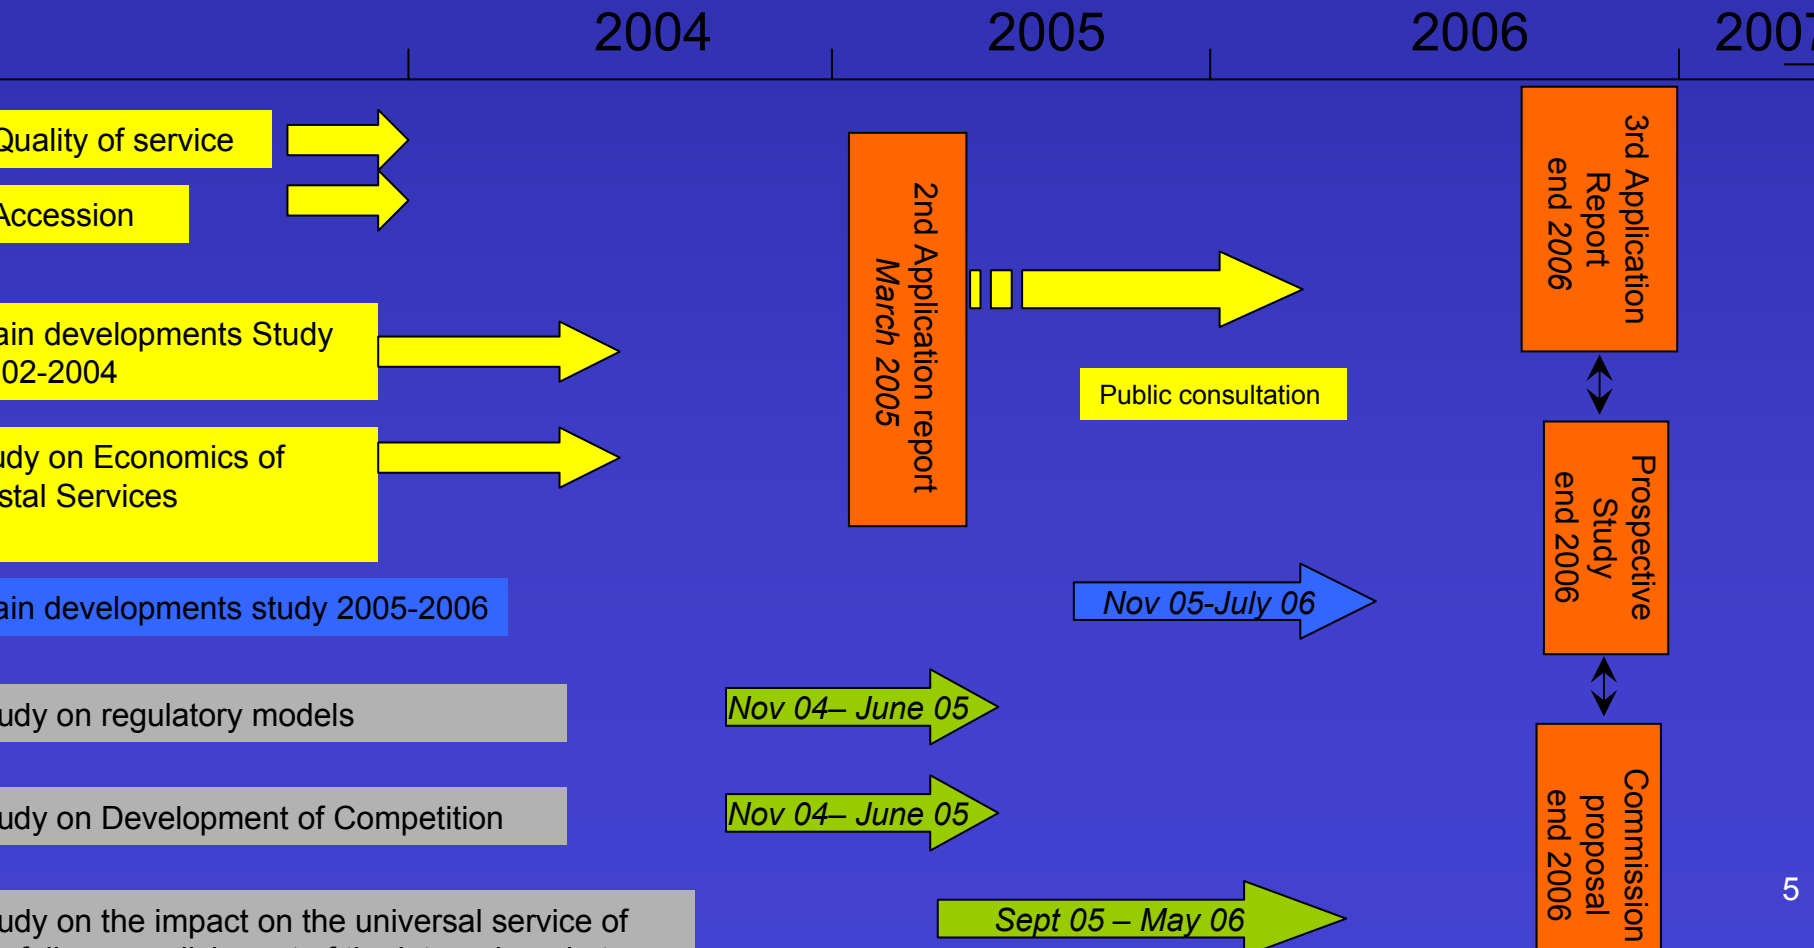 2004
2005
2006
2007
Quality of service
Accession
ain developments Study
02-2004
udy on Economics of
stal Services
ain developments study 2005-2006
udy on regulatory models
udy on Development of Competition
udy on the impact on the universal service of
2nd Application report
March 2005
Public consultation
Nov 05-July 06
Nov 04– June 05
Nov 04– June 05
Sept 05 – May 06
3rd Application
Report
end 2006
Prospective
Study
end 2006
Commission
proposal
end 2006
5